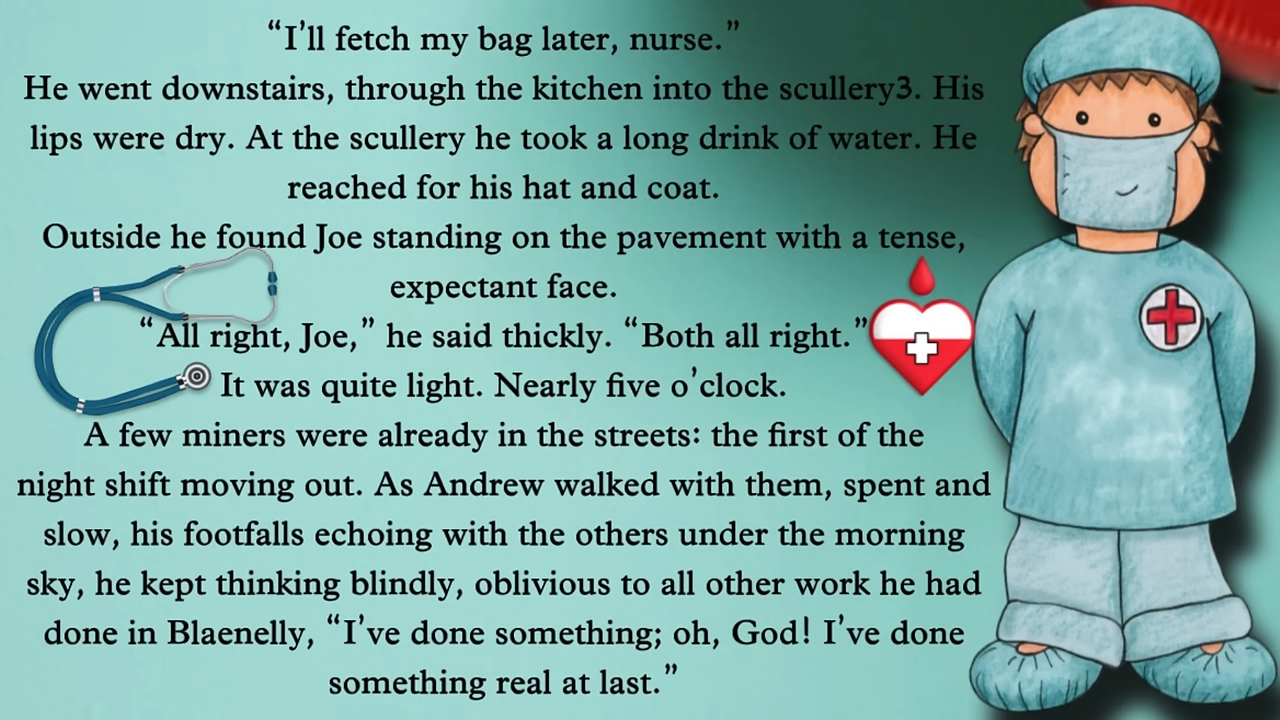 “I’ll fetch my bag later, nurse.”
He went downstairs, through the kitchen into the scullery3. His
lips were dry. At the scullery he took a long drink of water. He
reached for his hat and coat.
Outside he found Joe standing on the pavement with a tense,
expectant face.
“All right, Joe,” he said thickly. “Both all right.”
It was quite light. Nearly five o’clock.
A few miners were already in the streets: the first of the
night shift moving out. As Andrew walked with them, spent and
slow, his footfalls echoing with the others under the morning
sky, he kept thinking blindly, oblivious to all other work he had
done in Blaenelly, “I’ve done something; oh, God! I’ve done
something real at last.”